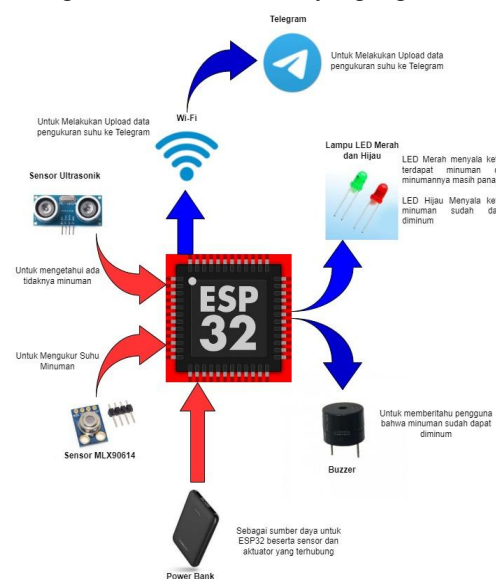 Telegram
Untuk Melakukan Upload data
pengukuran suhu ke Telegram
Untuk Melakukan Upload data
pengukuran suhu ke Telegram
Wi-Fi
Sensor Ultrasonik
Lampu LED Merah
dan Hijau
LED Merah menyala
terdapat minuman
minumannya masih
LED Hijau Menyala
minuman sudah
diminum
Untuk mengetahui ada
tidaknya minuman
ESP
32
Untuk Mengukur Suhu
Minuman
Sensor MLX90614
Untuk memberitahu pengguna
bahwa minuman sudah dapat
diminum
Buzzer
Sebagai sumber daya untuk
ESP32 beserta sensor dan
aktuator yang terhubung
Power Bank